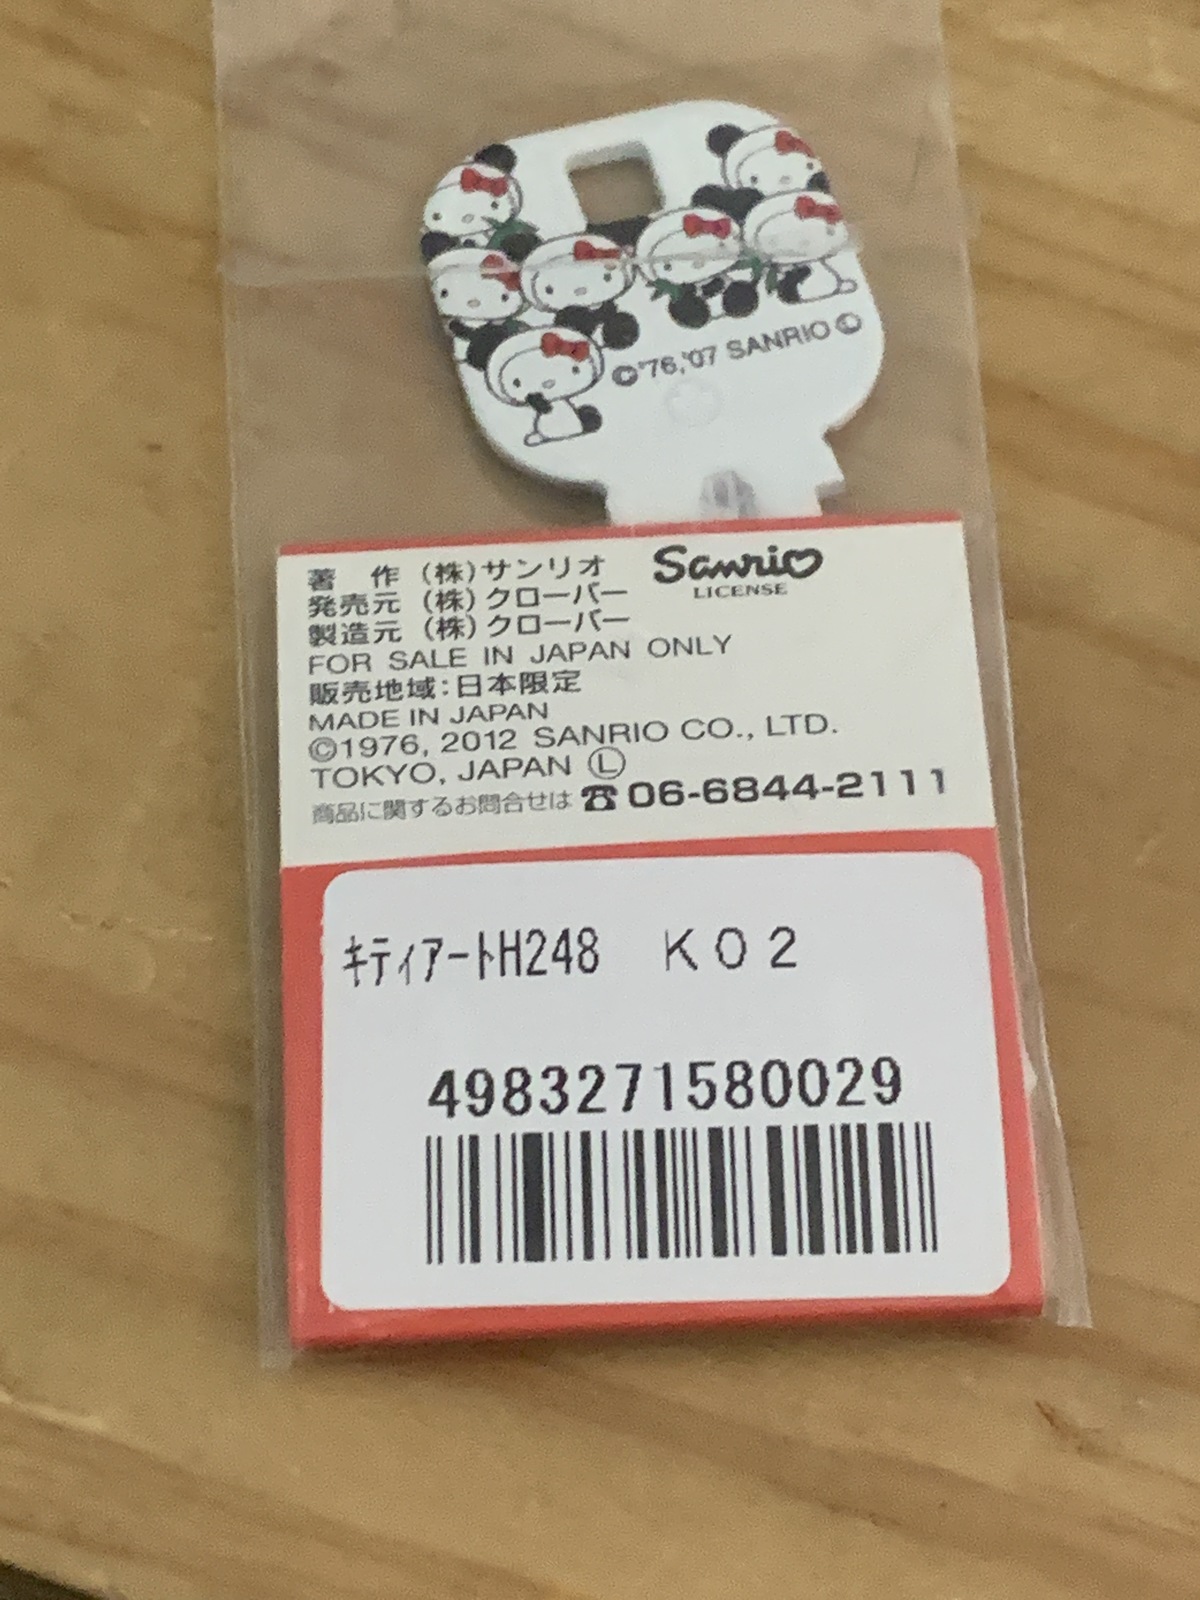 ©'76,'07 SANRIO Ⓛ
著　作 (株)サンリオ
Sanrio
LICENSE
発売元 (株)クローバー
製造元 (株)クローバー
FOR SALE IN JAPAN ONLY
販売地域:日本限定
MADE IN JAPAN
©1976, 2012 SANRIO CO., LTD.
TOKYO, JAPAN Ⓛ
商品に関するお問合せは ☎06-6844-2111
ｷﾃｨｱｰﾄH248　K02
4983271580029